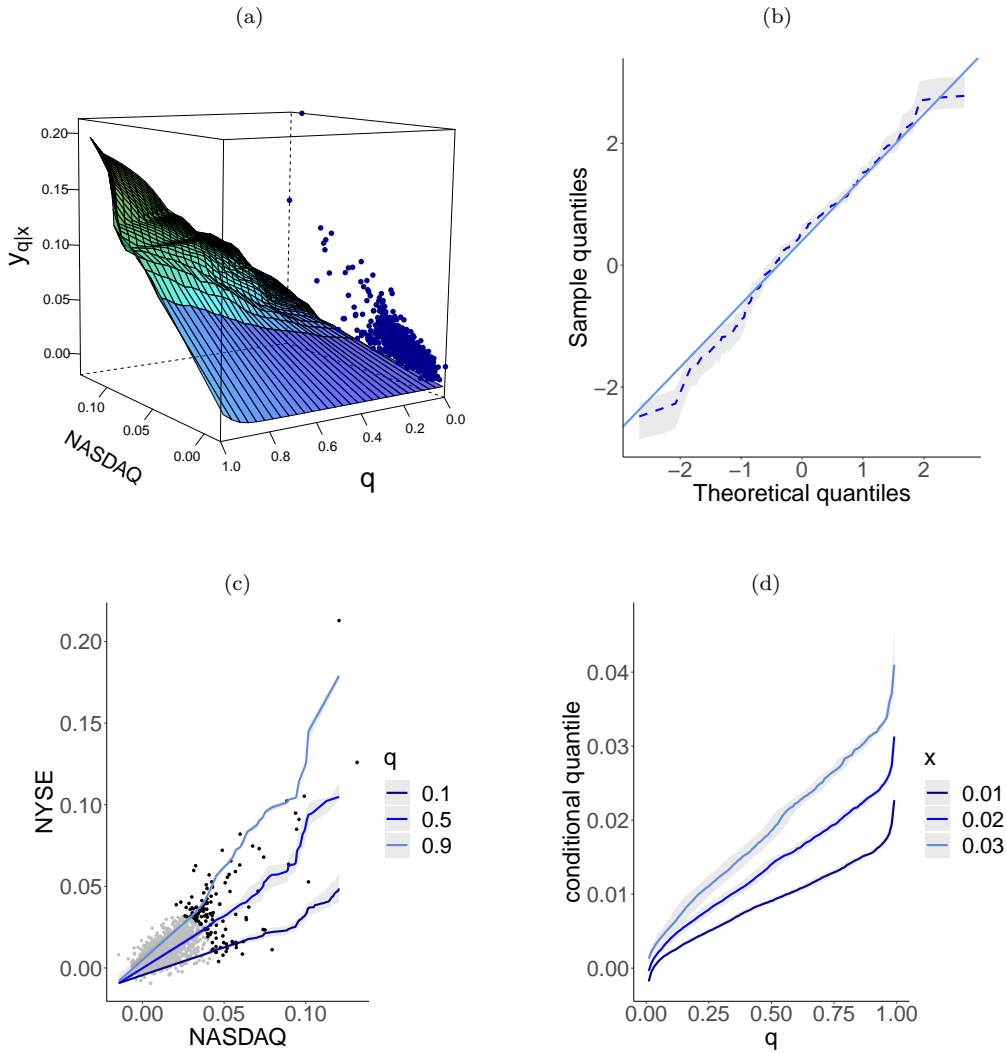 (a)
0.20
0.15
0.10
0.05
0.00
y_q|x
0.10
0.05
0.00
NASDAQ
1.0
0.8
0.6
0.4
0.2
0.0
q
(b)
2
0
−2
Sample quantiles
−2 −1 0 1 2
Theoretical quantiles
(c)
0.20
0.15
0.10
0.05
0.00
NYSE
0.00 0.05 0.10
NASDAQ
q
0.1
0.5
0.9
(d)
0.04
0.03
0.02
0.01
0.00
conditional quantile
0.00 0.25 0.50 0.75 1.00
q
x
0.01
0.02
0.03